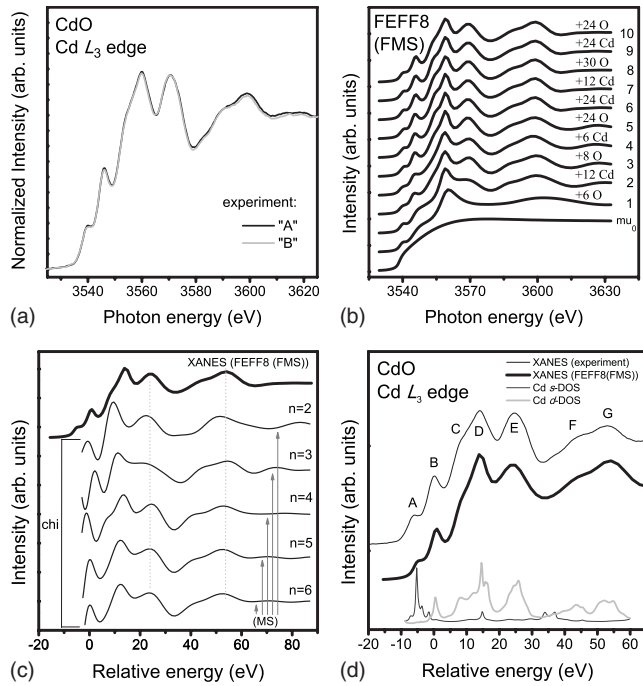 CdO
Cd L3 edge
experiment:
"A"
"B"
Normalized Intensity (arb. units)
3540 3560 3580 3600 3620
Photon energy (eV)
(a)
FEFF8
(FMS)
+24 O 10
+24 Cd 9
+30 O 8
+12 Cd 7
+24 Cd 6
+24 O 5
+6 Cd 4
+8 O 3
+12 Cd 2
+6 O 1
mu0
Intensity (arb. units)
3540 3570 3600 3630
Photon energy (eV)
(b)
XANES (FEFF8 (FMS))
n=2
n=3
n=4
n=5
n=6
chi
(MS)
Intensity (arb. units)
-20 0 20 40 60 80
Relative energy (eV)
(c)
CdO
Cd L3 edge
XANES (experiment)
XANES (FEFF8(FMS))
Cd s-DOS
Cd d-DOS
A B C D E F G
Intensity (arb. units)
-20 -10 0 10 20 30 40 50 60
Relative energy (eV)
(d)